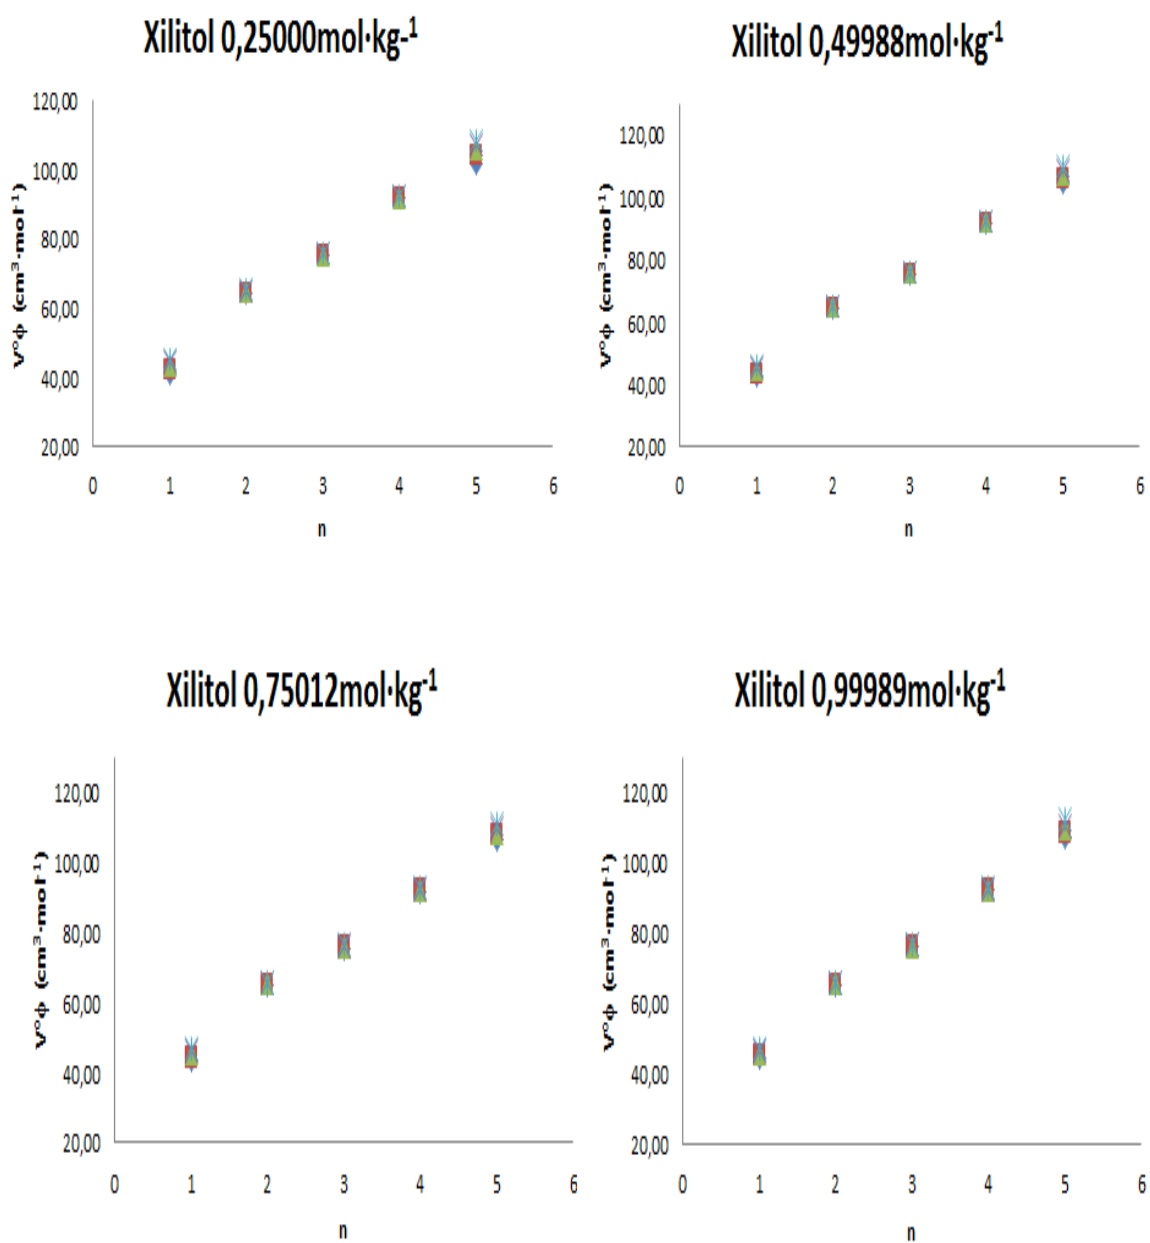 Xilitol 0,25000mol·kg-¹
120,00
100,00
80,00
60,00
40,00
20,00
V°ϕ (cm³·mol-¹)
0 1 2 3 4 5 6
n
Xilitol 0,49988mol·kg-¹
120,00
100,00
80,00
60,00
40,00
20,00
V°ϕ (cm³·mol-¹)
0 1 2 3 4 5 6
n
Xilitol 0,75012mol·kg-¹
120,00
100,00
80,00
60,00
40,00
20,00
V°ϕ (cm³·mol-¹)
0 1 2 3 4 5 6
n
Xilitol 0,99989mol·kg-¹
120,00
100,00
80,00
60,00
40,00
20,00
V°ϕ (cm³·mol-¹)
0 1 2 3 4 5 6
n